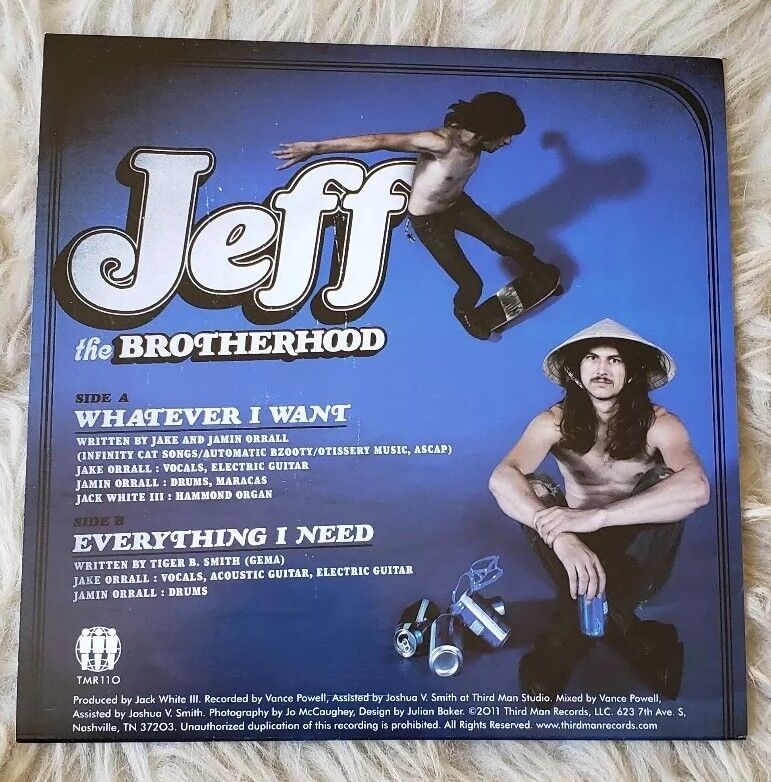 Jeff
the BROTHERHOOD
SIDE A
WHATEVER I WANT
WRITTEN BY JAKE AND JAMIN ORRALL
(INFINITY CAT SONGS/AUTOMATIC BZOOTY/OTISSERY MUSIC, ASCAP)
JAKE ORRALL : VOCALS, ELECTRIC GUITAR
JAMIN ORRALL : DRUMS, MARACAS
JACK WHITE III : HAMMOND ORGAN
SIDE B
EVERYTHING I NEED
WRITTEN BY TIGER B. SMITH (GEMA)
JAKE ORRALL : VOCALS, ACOUSTIC GUITAR, ELECTRIC GUITAR
JAMIN ORRALL : DRUMS
TMR110
Produced by Jack White III. Recorded by Vance Powell, Assisted by Joshua V. Smith at Third Man Studio. Mixed by Vance Powell,
Assisted by Joshua V. Smith. Photography by Jo McCaughey, Design by Julian Baker. ©2011 Third Man Records, LLC. 623 7th Ave. S,
Nashville, TN 37203. Unauthorized duplication of this recording is prohibited. All Rights Reserved. www.thirdmanrecords.com